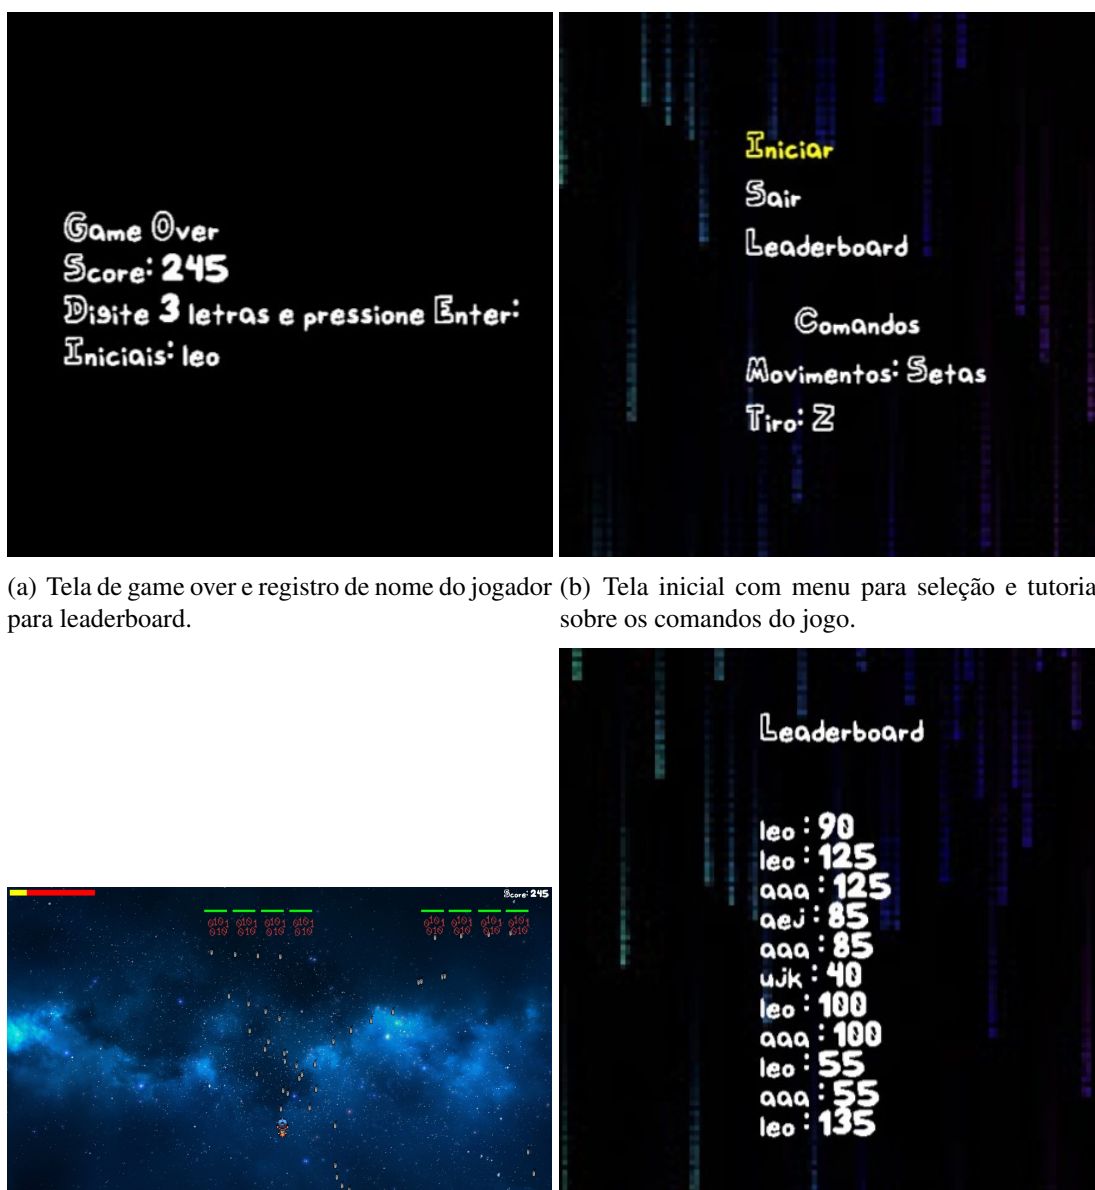 Game Over
Score: 245
Digite 3 letras e pressione Enter:
Iniciais: leo
Iniciar
Sair
Leaderboard
Comandos
Movimentos: Setas
Tiro: Z
(a) Tela de game over e registro de nome do jogador
para leaderboard.
(b) Tela inicial com menu para seleção e tutoria
sobre os comandos do jogo.
Score: 245
Leaderboard
leo : 90
leo : 125
aaa : 125
aej : 85
aaa : 85
ujk : 40
leo : 100
aaa : 100
leo : 55
aaa : 55
leo : 135